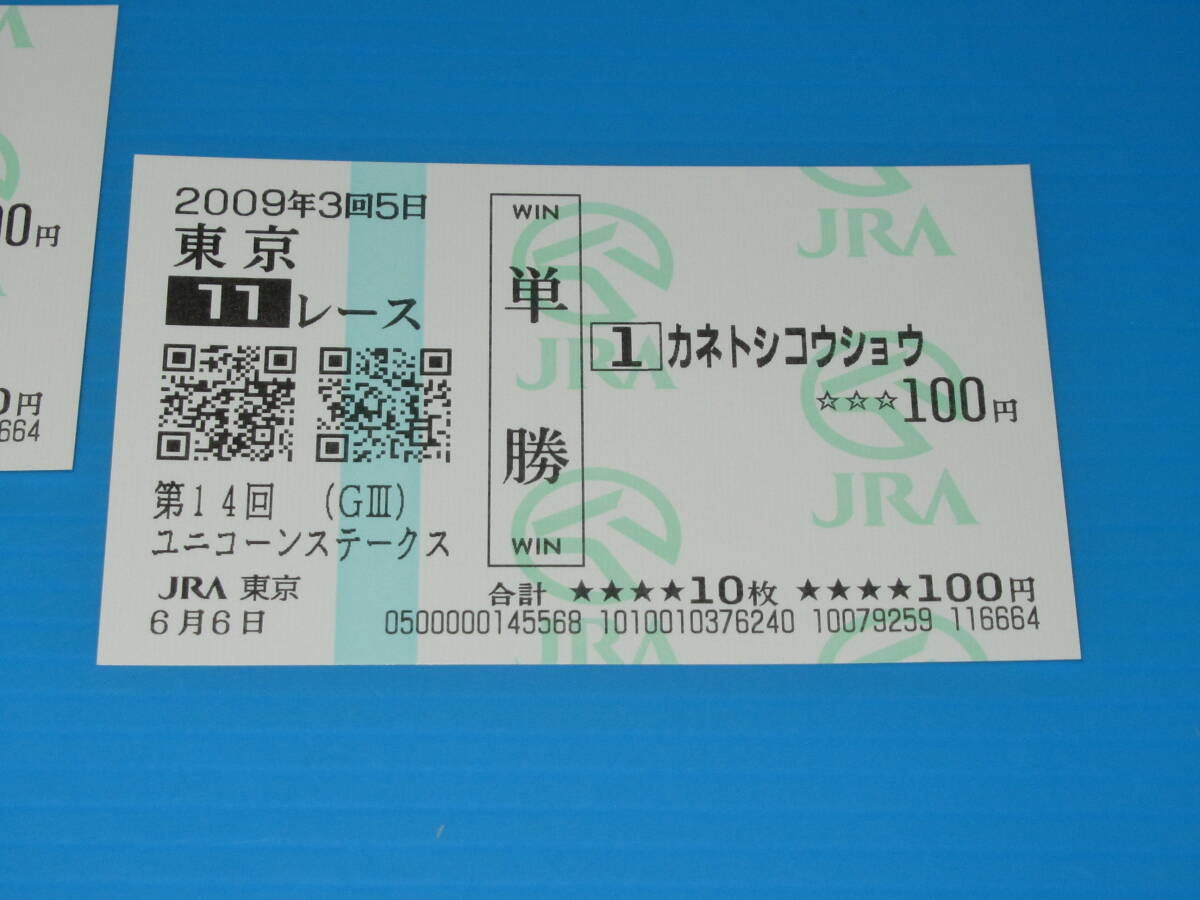 00円
0円
6664
2009年3回5日
東京
11レース
第14回 (GⅢ)
ユニコーンステークス
JRA 東京
6月6日
WIN
単
勝
WIN
1 カネトシコウショウ
☆☆☆100円
合計 ★★★★10枚 ★★★★100円
0500000145568 1010010376240 10079259 116664
JRA
JRA
JRA
JRA